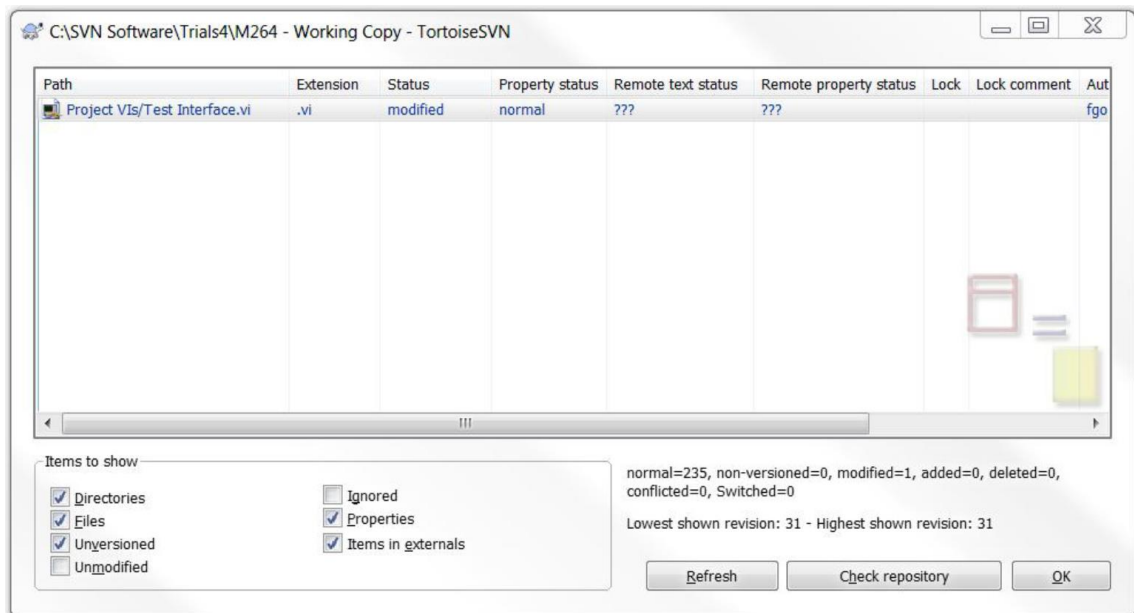 C:\SVN Software\Trials4\M264 - Working Copy - TortoiseSVN
Path Extension Status Property status Remote text status Remote property status Lock Lock comment Aut
Project VIs/Test Interface.vi .vi modified normal ??? ??? fgo
Items to show
Directories
Files
Unversioned
Unmodified
Ignored
Properties
Items in externals
normal=235, non-versioned=0, modified=1, added=0, deleted=0,
conflicted=0, Switched=0
Lowest shown revision: 31 - Highest shown revision: 31
Refresh Check repository OK